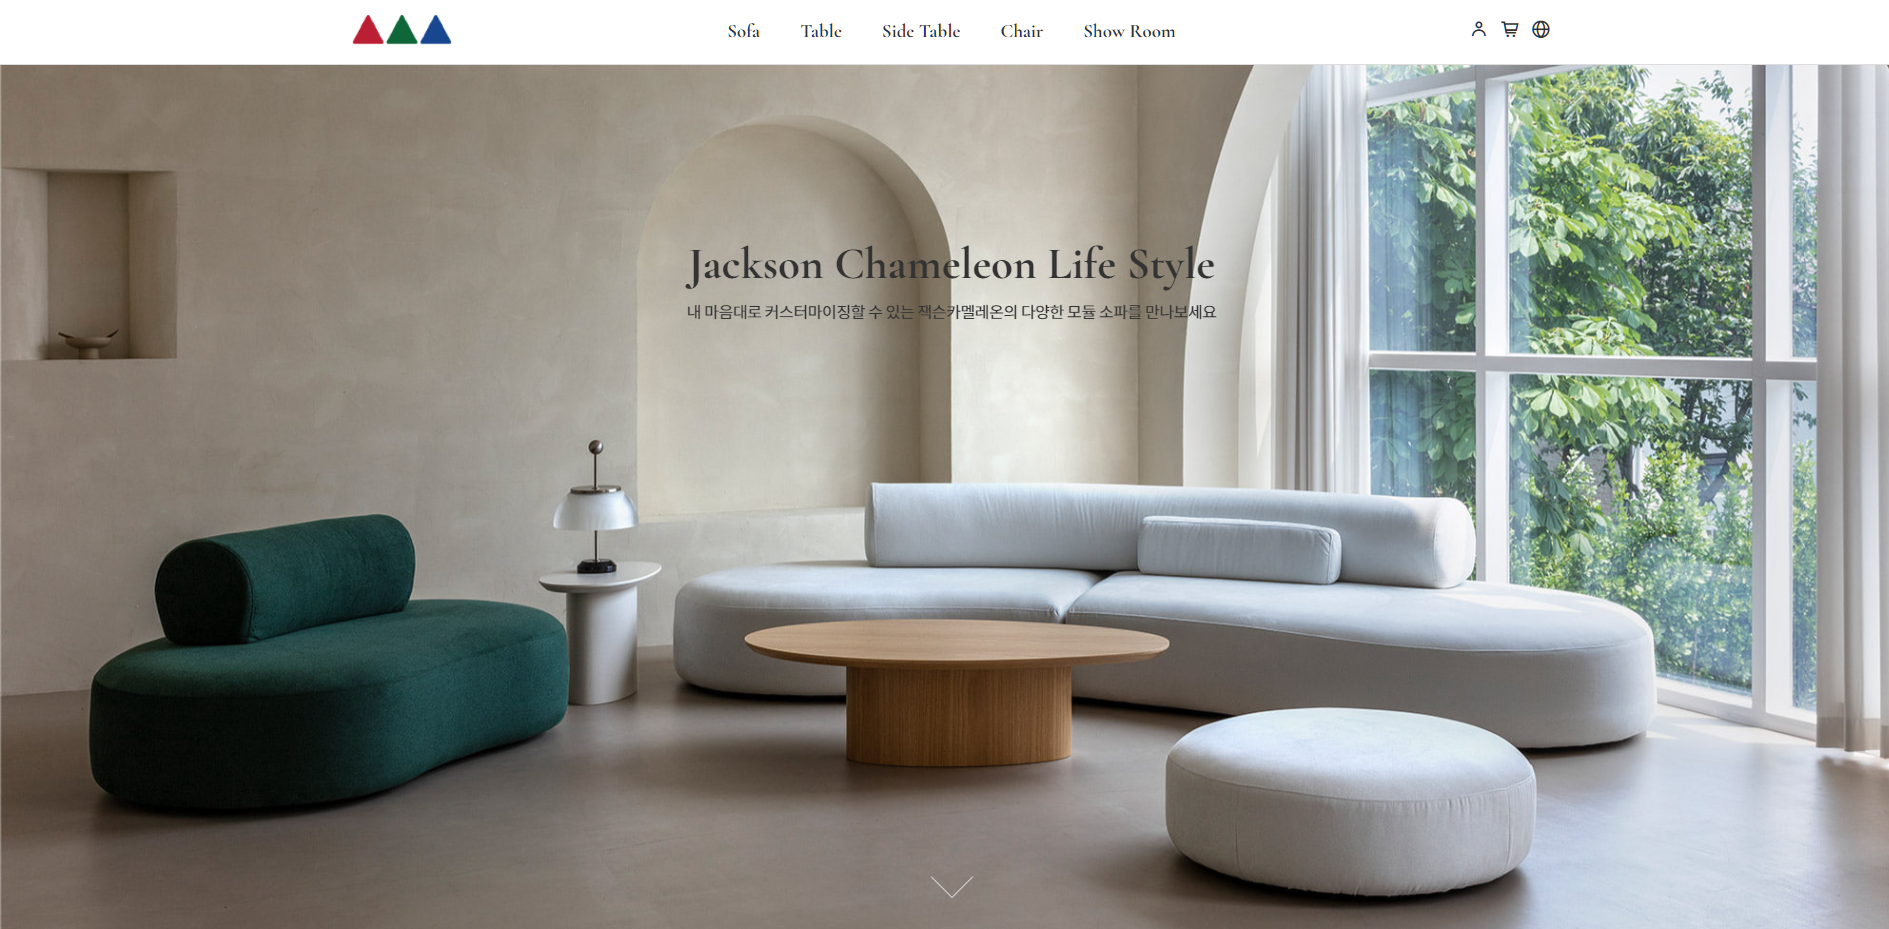 Sofa Table Side Table Chair Show Room
Jackson Chameleon Life Style
내 마음대로 커스터마이징할 수 있는 잭슨카멜레온의 다양한 모듈 소파를 만나보세요